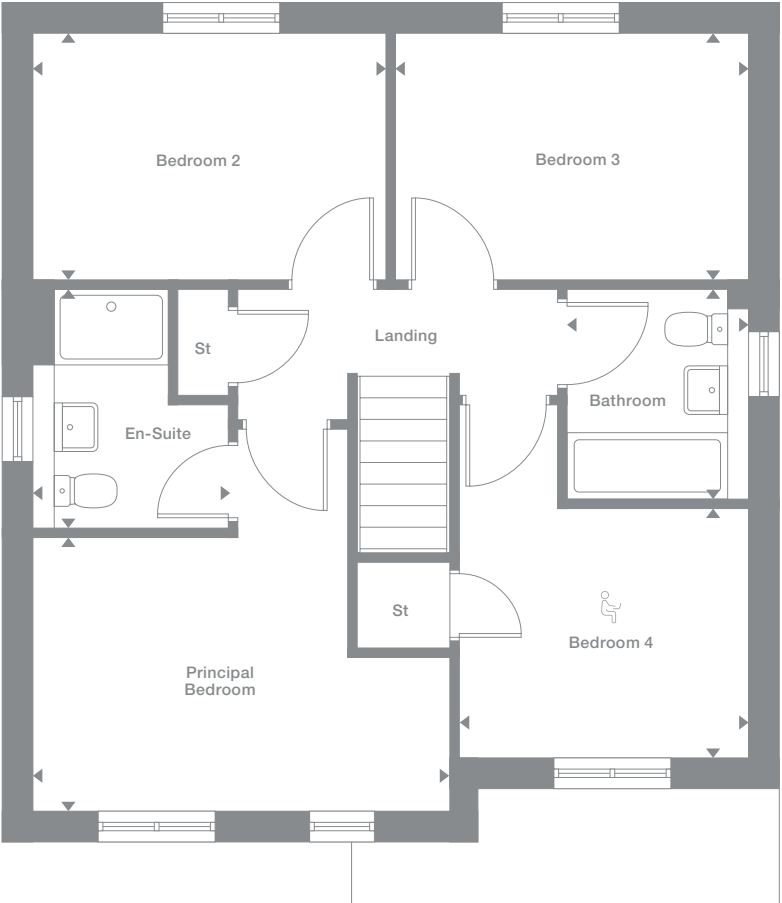 Bedroom 2
Bedroom 3
Landing
St
Bathroom
En-Suite
St
Bedroom 4
Principal
Bedroom